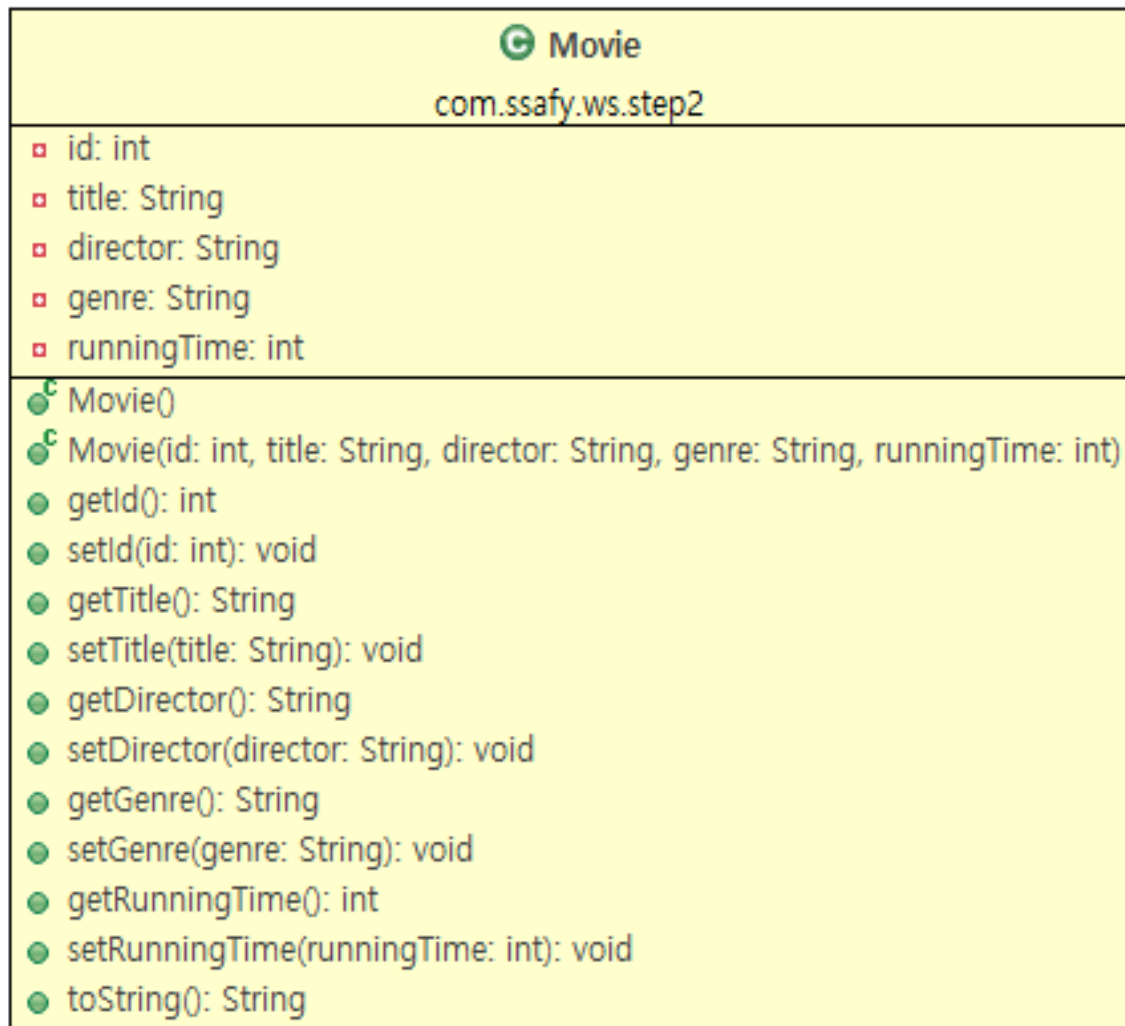 C Movie
com.ssafy.ws.step2
id: int
title: String
director: String
genre: String
runningTime: int
C Movie()
C Movie(id: int, title: String, director: String, genre: String, runningTime: int)
getId(): int
setId(id: int): void
getTitle(): String
setTitle(title: String): void
getDirector(): String
setDirector(director: String): void
getGenre(): String
setGenre(genre: String): void
getRunningTime(): int
setRunningTime(runningTime: int): void
toString(): String